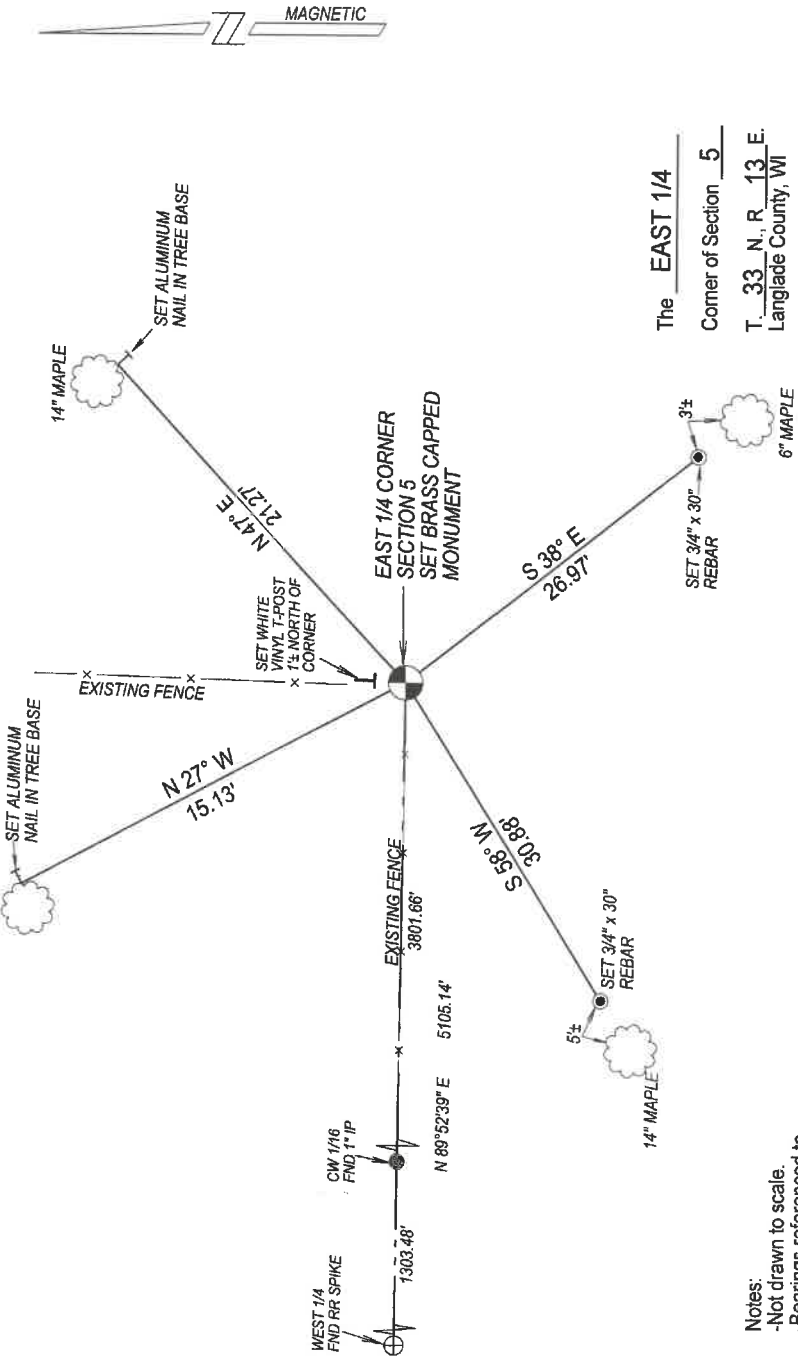 MAGNETIC
SET ALUMINUM
NAIL IN TREE BASE
14" MAPLE
SET ALUMINUM
NAIL IN TREE BASE
N 47° E
21.27'
N 27° W
15.13'
EXISTING FENCE
SET WHITE
VINYL T-POST
1'± NORTH OF
CORNER
EAST 1/4 CORNER
SECTION 5
SET BRASS CAPPED
MONUMENT
WEST 1/4
FND RR SPIKE
CW 1/16
FND 1" IP
1303.48'
EXISTING FENCE
3801.66'
N 89°52'39" E
5105.14'
S 58° W
30.88'
SET 3/4" x 30"
REBAR
5'±
14" MAPLE
S 38° E
26.97'
SET 3/4" x 30"
REBAR
3'±
6" MAPLE
The EAST 1/4
Corner of Section 5
T. 33 N., R 13 E.
Langlade County, WI
Notes:
-Not drawn to scale.
-Bearings referenced to